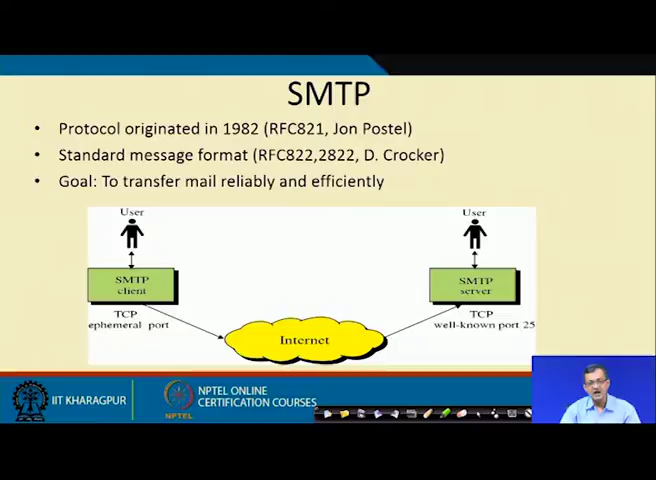 SMTP
• Protocol originated in 1982 (RFC821, Jon Postel)
• Standard message format (RFC822,2822, D. Crocker)
• Goal: To transfer mail reliably and efficiently
User
User
SMTP
client
SMTP
server
TCP
ephemeral port
TCP
well-known port 25
Internet
IIT KHARAGPUR
NPTEL
NPTEL ONLINE
CERTIFICATION COURSES